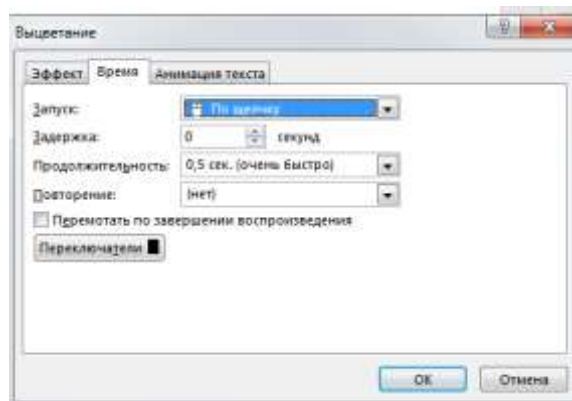 Выцветание
Эффект Время Анимация текста
Запуск: По щелчку
Задержка: 0 секунд
Продолжительность: 0,5 сек. (очень быстро)
Повторение: (нет)
Перемотать по завершении воспроизведения
Переключатели
ОК Отмена